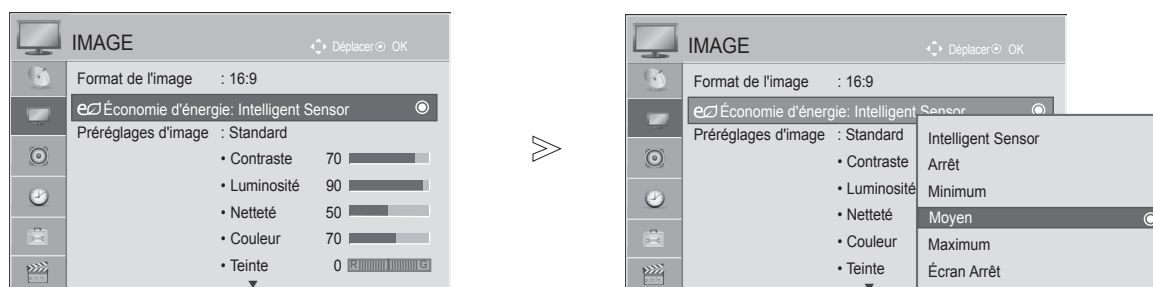 IMAGE
Déplacer OK
Format de l'image : 16:9
Économie d'énergie: Intelligent Sensor
Préréglages d'image : Standard
• Contraste 70
• Luminosité 90
• Netteté 50
• Couleur 70
• Teinte 0 R G
IMAGE
Déplacer OK
Format de l'image : 16:9
Économie d'énergie: Intelligent Sensor
Préréglages d'image : Standard
• Contraste
• Luminosité
• Netteté
• Couleur
• Teinte
Intelligent Sensor
Arrêt
Minimum
Moyen
Maximum
Écran Arrêt